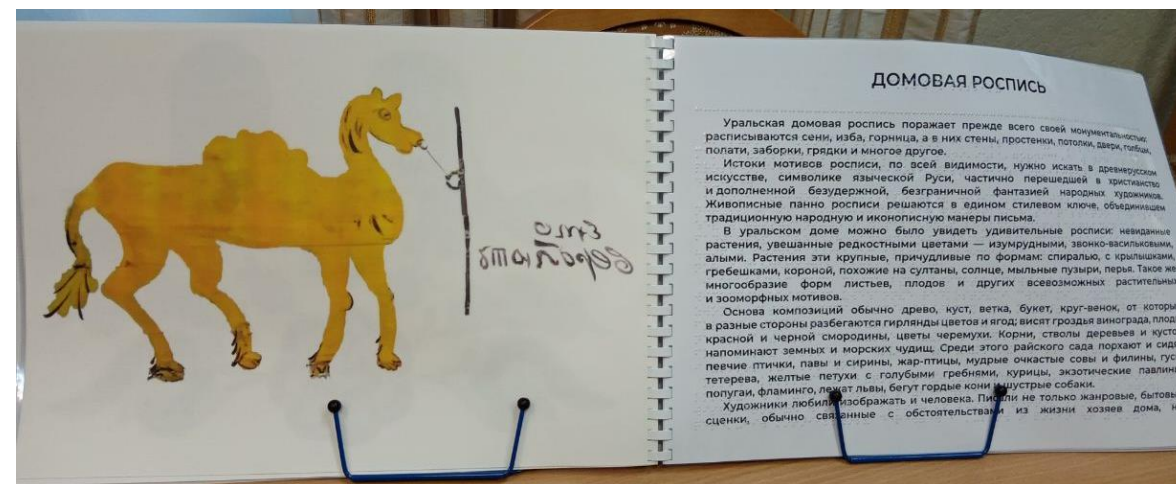 ДОМОВАЯ РОСПИСЬ
Уральская домовая роспись поражает прежде всего своей монументальностью:
расписываются сени, изба, горница, а в них стены, простенки, потолки, двери, голбцы,
полати, заборки, грядки и многое другое.
Истоки мотивов росписи, по всей видимости, нужно искать в древнерусском
искусстве, символике языческой Руси, частично перешедшей в христианство
и дополненной безудержной, безграничной фантазией народных художников.
Живописные панно росписи решаются в едином стилевом ключе, объединившем
традиционную народную и иконописную манеры письма.
В уральском доме можно было увидеть удивительные росписи: невиданные
растения, увешанные редкостными цветами — изумрудными, звонко-васильковыми,
алыми. Растения эти крупные, причудливые по формам: спиралью, с крылышками,
гребешками, короной, похожие на султаны, солнце, мыльные пузыри, перья. Такое же
многообразие форм листьев, плодов и других всевозможных растительных
и зооморфных мотивов.
Основа композиций обычно древо, куст, ветка, букет, круг-венок, от которы
в разные стороны разбегаются гирлянды цветов и ягод; висят гроздья винограда, плоды
красной и черной смородины, цветы черемухи. Корни, стволы деревьев и кусто
напоминают земных и морских чудищ. Среди этого райского сада порхают и сидя
певчие птички, павы и сирины, жар-птицы, мудрые очкастые совы и филины, гус
тетерева, желтые петухи с голубыми гребнями, курицы, экзотические павлин
попугаи, фламинго, лежат львы, бегут гордые кони и шустрые собаки.
Художники любили изображать и человека. Писали не только жанровые, бытовы
сценки, обычно связанные с обстоятельствами из жизни хозяев дома, н